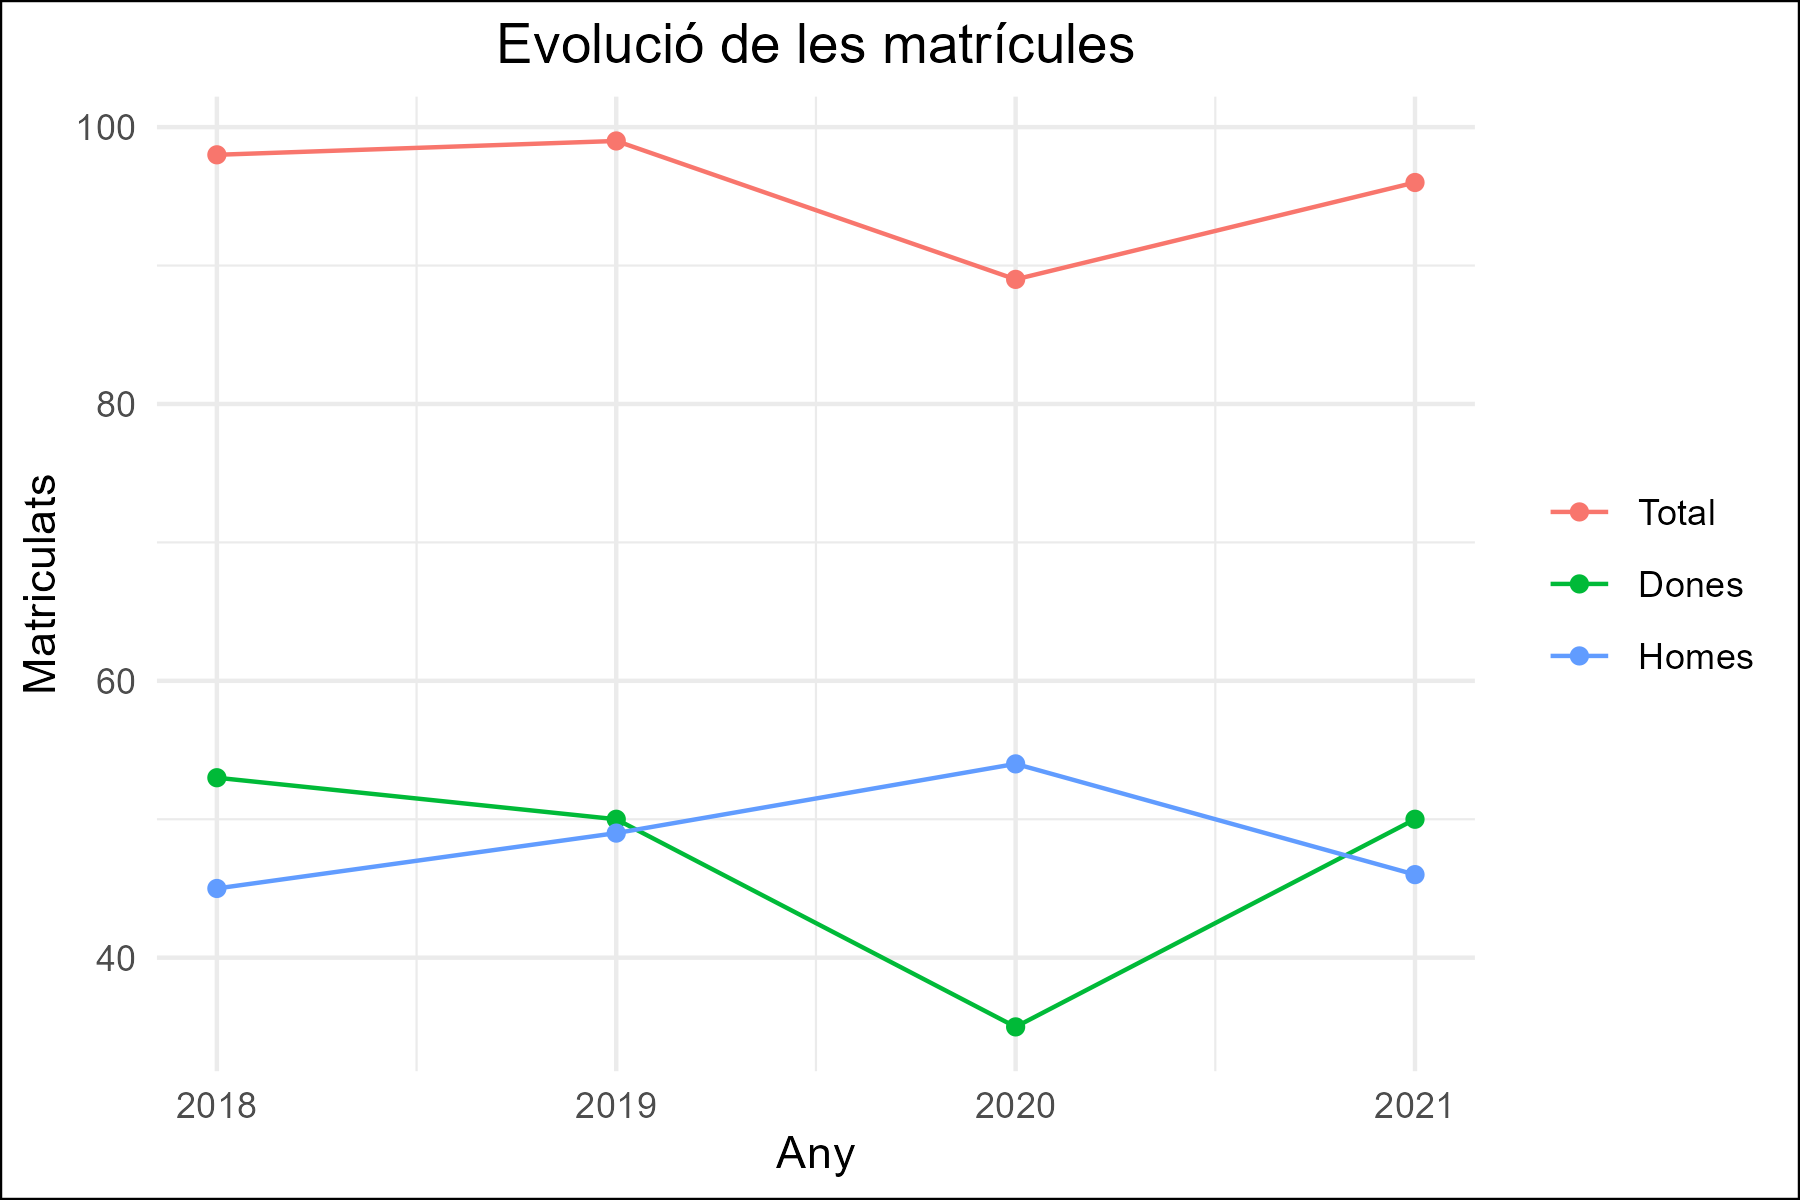 Evolució de les matrícules
100
80
60
40
Matriculats
2018 2019 2020 2021
Any
Total
Dones
Homes